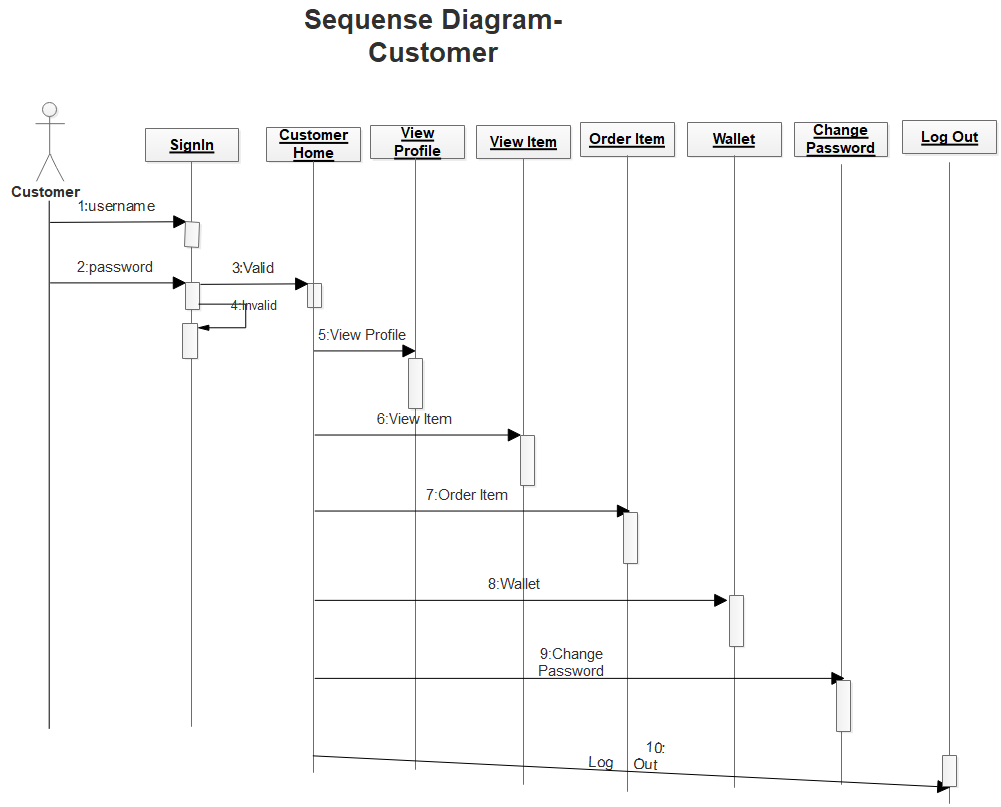 Sequense Diagram-
Customer
SignIn
Customer
Home
View
Profile
View Item
Order Item
Wallet
Change
Password
Log Out
Customer
1:username
2:password
3:Valid
4:Invalid
5:View Profile
6:View Item
7:Order Item
8:Wallet
9:Change
Password
10:
Log Out